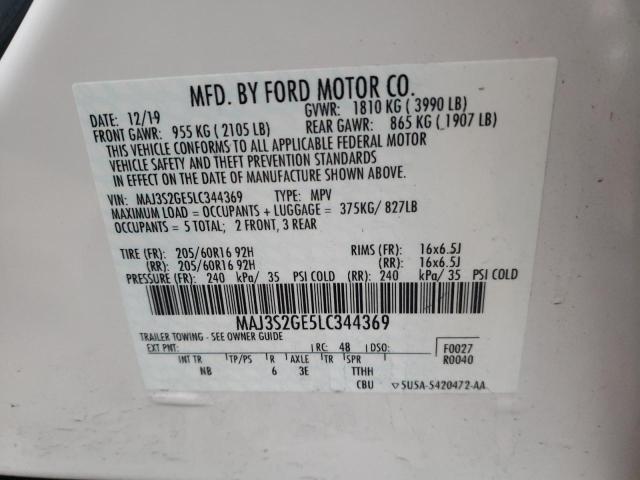 MFD. BY FORD MOTOR CO.
DATE: 12/19 GVWR: 1810 KG ( 3990 LB)
FRONT GAWR: 955 KG ( 2105 LB) REAR GAWR: 865 KG ( 1907 LB)
THIS VEHICLE CONFORMS TO ALL APPLICABLE FEDERAL MOTOR
VEHICLE SAFETY AND THEFT PREVENTION STANDARDS
IN EFFECT ON THE DATE OF MANUFACTURE SHOWN ABOVE.
VIN: MAJ3S2GE5LC344369 TYPE: MPV
MAXIMUM LOAD = OCCUPANTS + LUGGAGE = 375KG/ 827LB
OCCUPANTS = 5 TOTAL; 2 FRONT, 3 REAR
TIRE (FR): 205/60R16 92H RIMS (FR): 16x6.5J
(RR): 205/60R16 92H (RR): 16x6.5J
PRESSURE (FR): 240 kPa/ 35 PSI COLD (RR): 240 kPa/ 35 PSI COLD
MAJ3S2GE5LC344369
TRAILER TOWING - SEE OWNER GUIDE
EXT PNT: RC: 48 DSO: F0027
INT TR TP/PS R AXLE TR SPR R0040
NB 6 3E TTHH
CBU ▽5U5A-5420472-AA